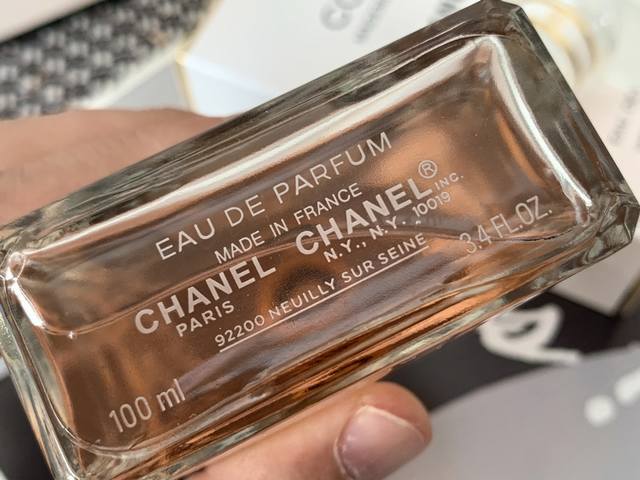 EAU DE PARFUM
MADE IN FRANCE
CHANEL CHANEL®
PARIS N.Y., N.Y. 10019 INC.
92200 NEUILLY SUR SEINE
100 ml 3.4 FL.OZ.